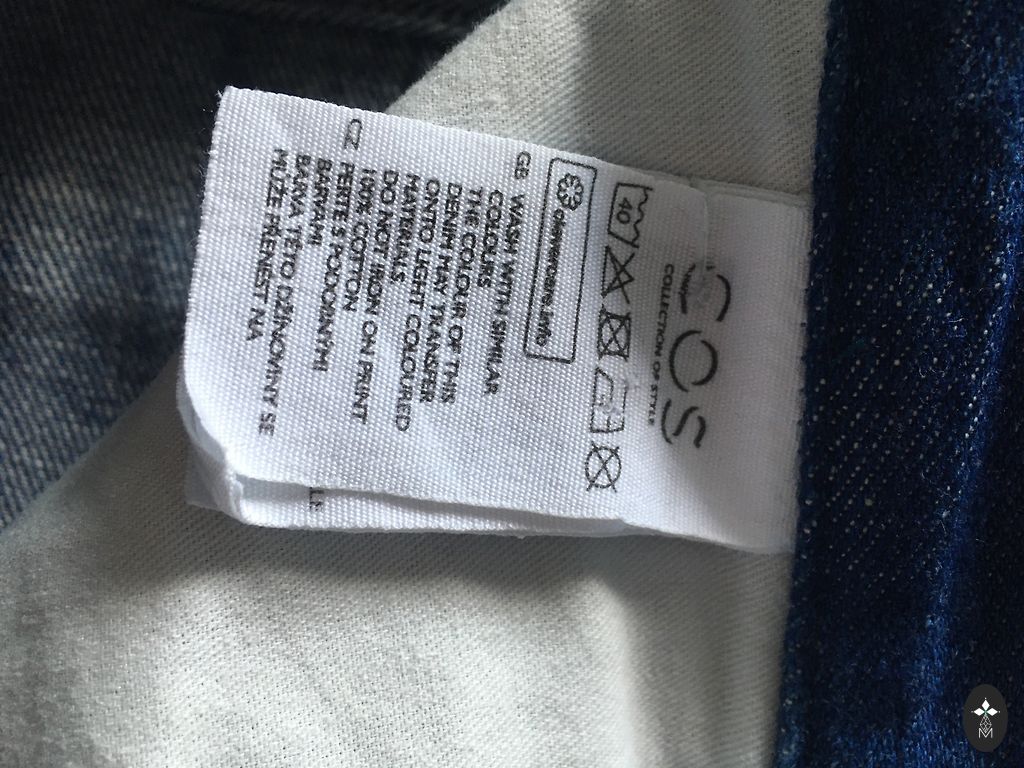 COS
COLLECTION OF STYLE
40
clevercare.info
GB WASH WITH SIMILAR
COLOURS
THE COLOUR OF THIS
DENIM MAY TRANSFER
ONTO LIGHT COLOURED
MATERIALS
DO NOT IRON ON PRINT
100% COTTON
CZ PERTE S PODOBNÝMI
BARVAMI
BARVA TÉTO DŽÍNOVINY SE
MŮŽE PŘENÉST NA
LE
M